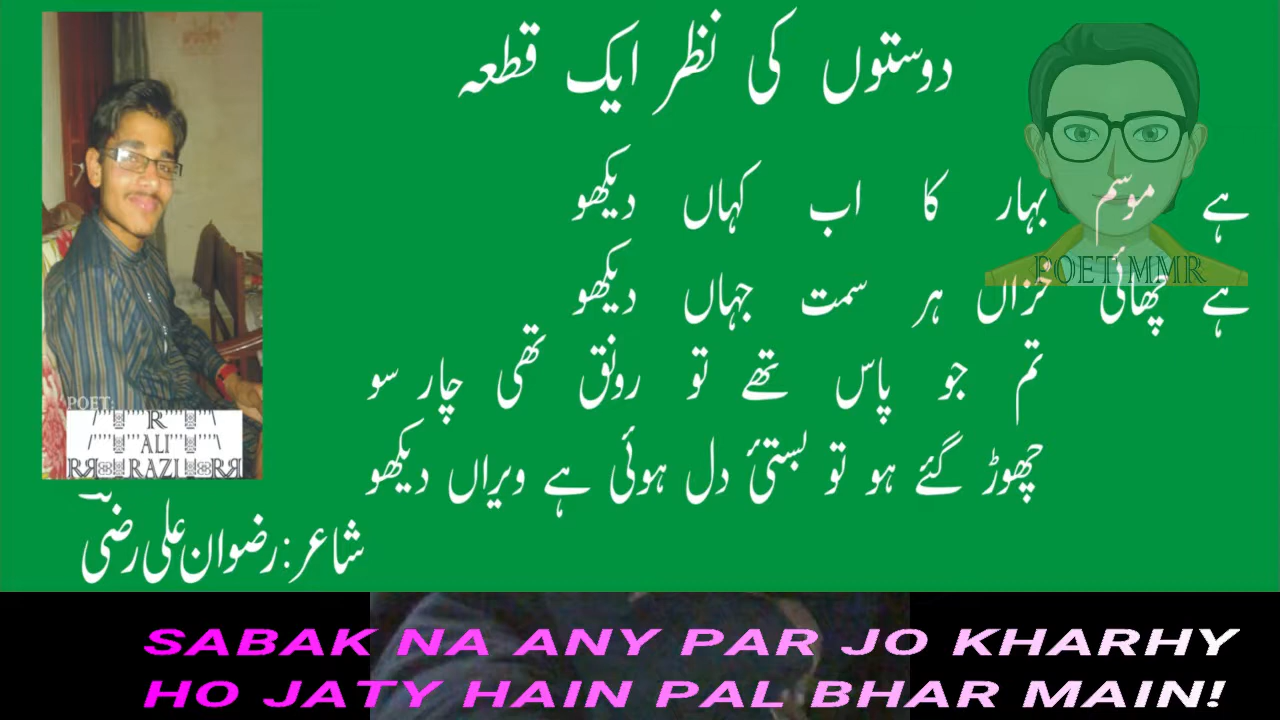 دوستوں کی نظر ایک قطعہ
ہے موسم بہار کا اب کہاں دیکھو
ہے چھائی خزاں ہر سمت جہاں دیکھو
تم جو پاس تھے تو رونق تھی چار سو
چھوڑ گئے ہو تو بستئ دل ہوئی ہے ویراں دیکھو
شاعر: رضوان علی رضیؔ
POET MMR
POET:
R
ALI
RAZI
SABAK NA ANY PAR JO KHARHY
HO JATY HAIN PAL BHAR MAIN!